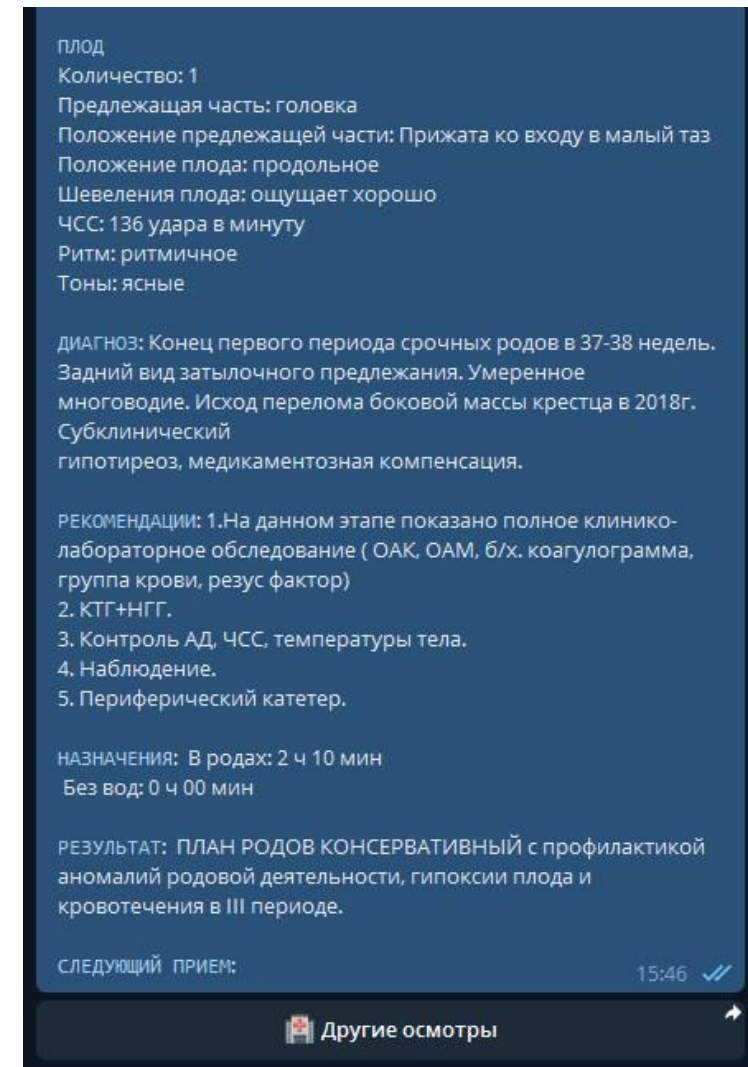 ПЛОД
Количество: 1
Предлежащая часть: головка
Положение предлежащей части: Прижата ко входу в малый таз
Положение плода: продольное
Шевеления плода: ощущает хорошо
ЧСС: 136 удара в минуту
Ритм: ритмичное
Тоны: ясные
ДИАГНОЗ: Конец первого периода срочных родов в 37-38 недель.
Задний вид затылочного предлежания. Умеренное
многоводие. Исход перелома боковой массы крестца в 2018г.
Субклинический
гипотиреоз, медикаментозная компенсация.
РЕКОМЕНДАЦИИ: 1.На данном этапе показано полное клинико-
лабораторное обследование ( ОАК, ОАМ, б/х. коагулограмма,
группа крови, резус фактор)
2. КТГ+НГГ.
3. Контроль АД, ЧСС, температуры тела.
4. Наблюдение.
5. Периферический катетер.
НАЗНАЧЕНИЯ: В родах: 2 ч 10 мин
Без вод: 0 ч 00 мин
РЕЗУЛЬТАТ: ПЛАН РОДОВ КОНСЕРВАТИВНЫЙ с профилактикой
аномалий родовой деятельности, гипоксии плода и
кровотечения в III периоде.
СЛЕДУЮЩИЙ ПРИЕМ:
15:46
Другие осмотры